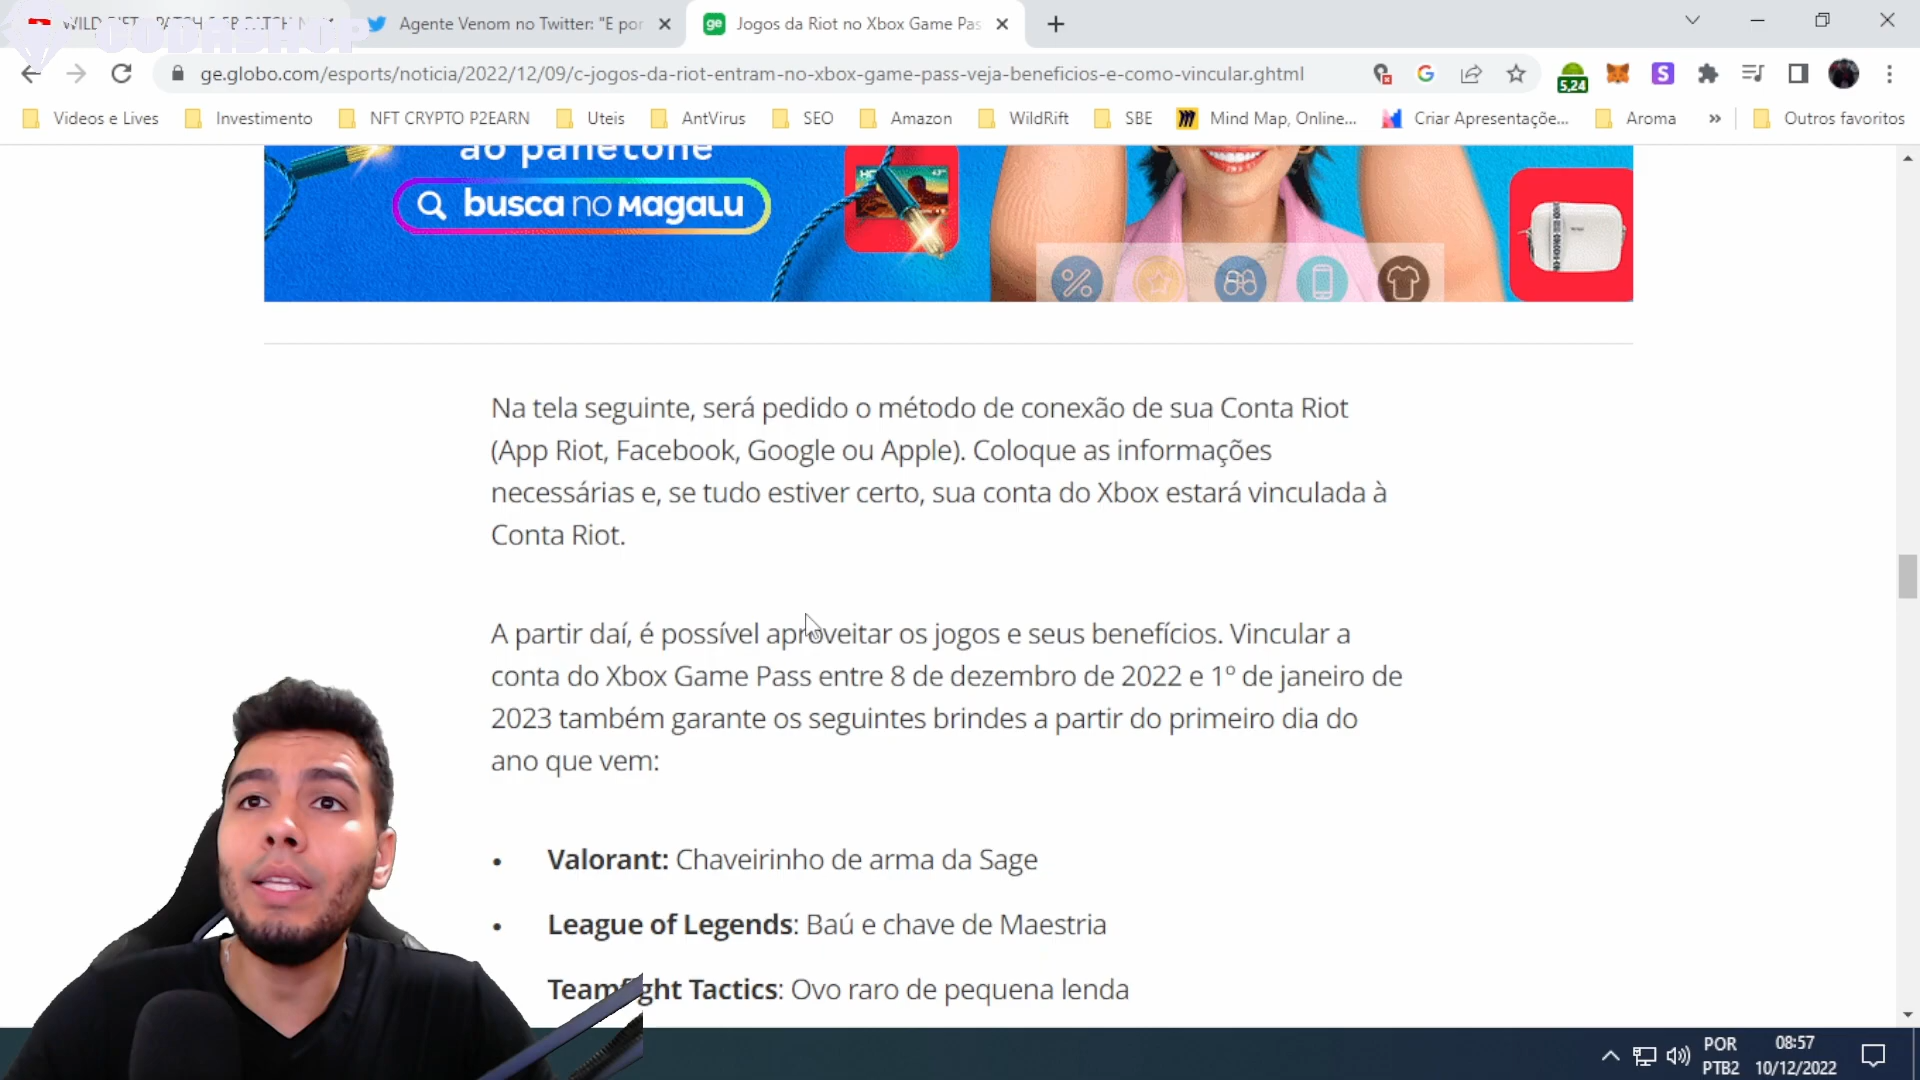 GODASHOP
Agente Venom no Twitter: "E por
ge Jogos da Riot no Xbox Game Pas
ge.globo.com/esports/noticia/2022/12/09/c-jogos-da-riot-entram-no-xbox-game-pass-veja-beneficios-e-como-vincular.ghtml
5,24
S
Videos e Lives
Investimento
NFT CRYPTO P2EARN
Uteis
AntVirus
SEO
Amazon
WildRift
SBE
Mind Map, Online...
Criar Apresentaçõe...
Aroma
»
Outros favoritos
ao panetone
busca no Magalu
Na tela seguinte, será pedido o método de conexão de sua Conta Riot
(App Riot, Facebook, Google ou Apple). Coloque as informações
necessárias e, se tudo estiver certo, sua conta do Xbox estará vinculada à
Conta Riot.
A partir daí, é possível aproveitar os jogos e seus benefícios. Vincular a
conta do Xbox Game Pass entre 8 de dezembro de 2022 e 1º de janeiro de
2023 também garante os seguintes brindes a partir do primeiro dia do
ano que vem:
• Valorant: Chaveirinho de arma da Sage
• League of Legends: Baú e chave de Maestria
Teamfight Tactics: Ovo raro de pequena lenda
POR
PTB2
08:57
10/12/2022